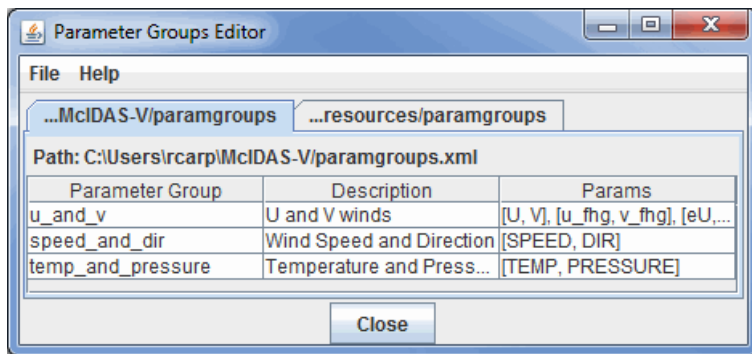 Parameter Groups Editor
File Help
...McIDAS-V/paramgroups ...resources/paramgroups
Path: C:\Users\rcarp\McIDAS-V/paramgroups.xml
Parameter Group Description Params
u_and_v U and V winds [U, V], [u_fhg, v_fhg], [eU,...
speed_and_dir Wind Speed and Direction [SPEED, DIR]
temp_and_pressure Temperature and Press... [TEMP, PRESSURE]
Close